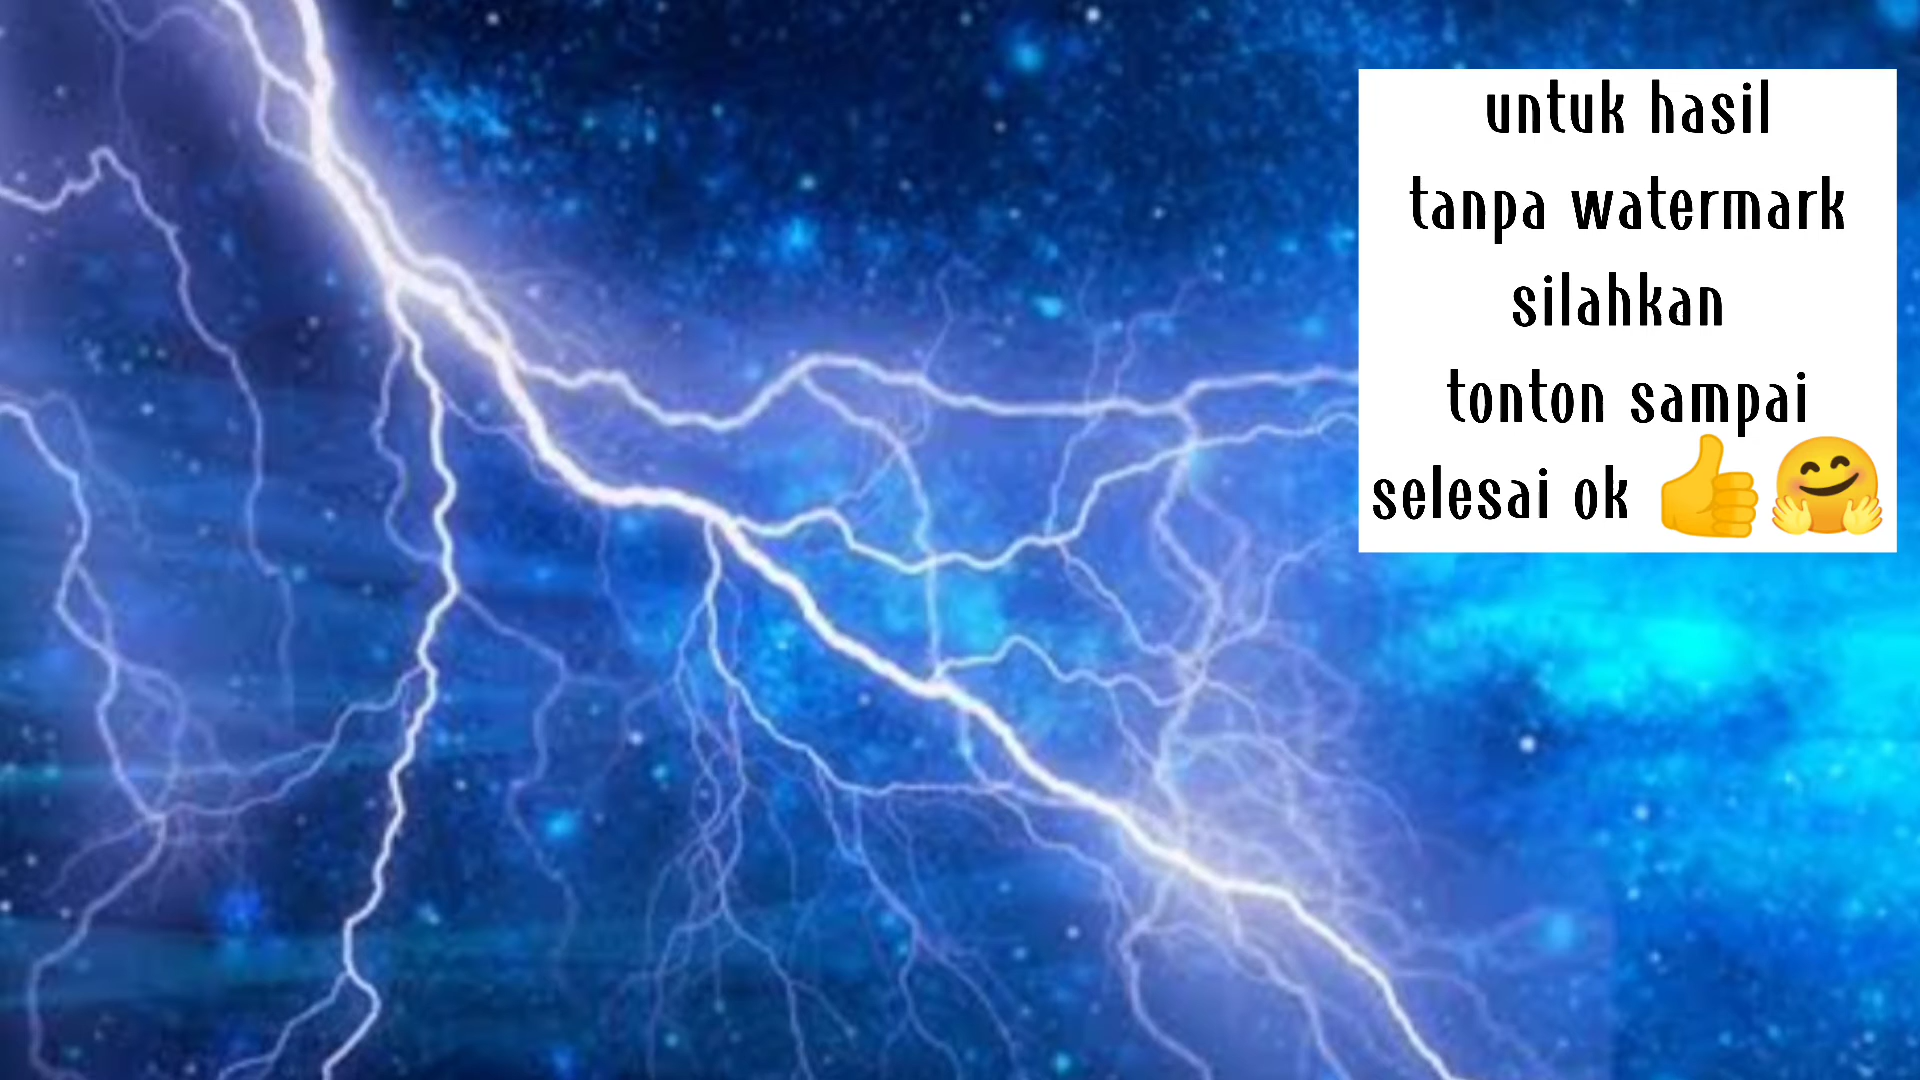 untuk hasil
tanpa watermark
silahkan
tonton sampai
selesai ok 👍🤗